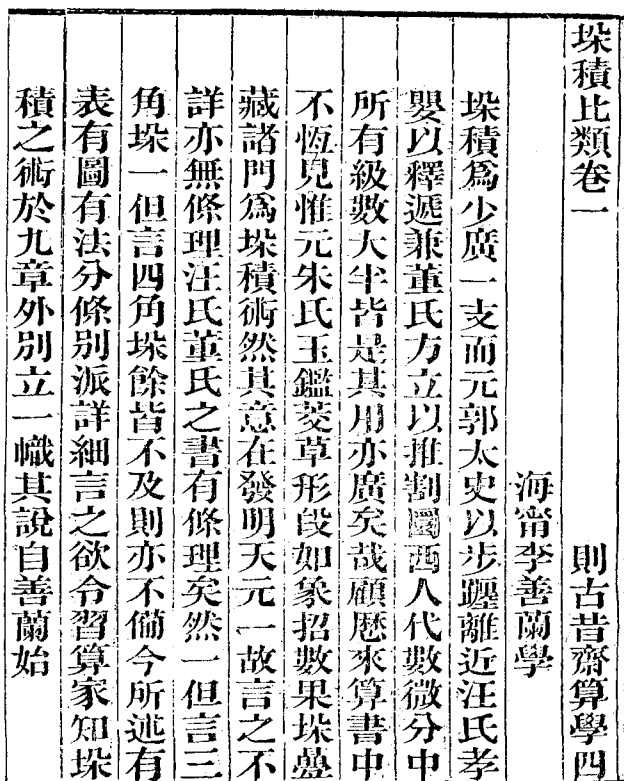 垛積比類卷一　則古昔齋算學四
海甯李善蘭學
垛積爲少廣一支而元郭太史以步躔離近汪氏孝
嬰以釋遞兼董氏方立以推割圜西人代數微分中
所有級數大半皆是其用亦廣矣哉顧歷來算書中
不恆見惟元朱氏玉鑑茭草形段如象招數果垛疊
藏諸門爲垛積術然其意在發明天元一故言之不
詳亦無條理汪氏董氏之書有條理矣然一但言三
角垛一但言四角垛餘皆不及則亦不備今所述有
表有圖有法分條別派詳細言之欲令習算家知垛
積之術於九章外別立一幟其說自善蘭始